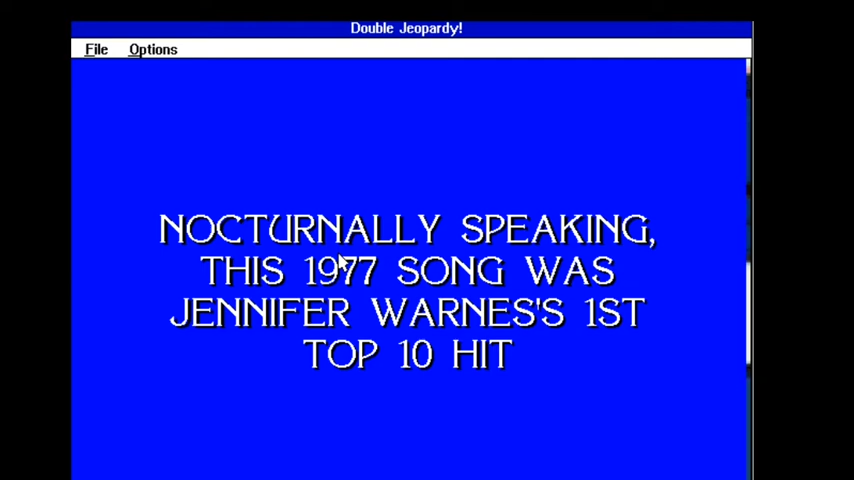 Double Jeopardy!
File Options
NOCTURNALLY SPEAKING,
THIS 1977 SONG WAS
JENNIFER WARNES'S 1ST
TOP 10 HIT